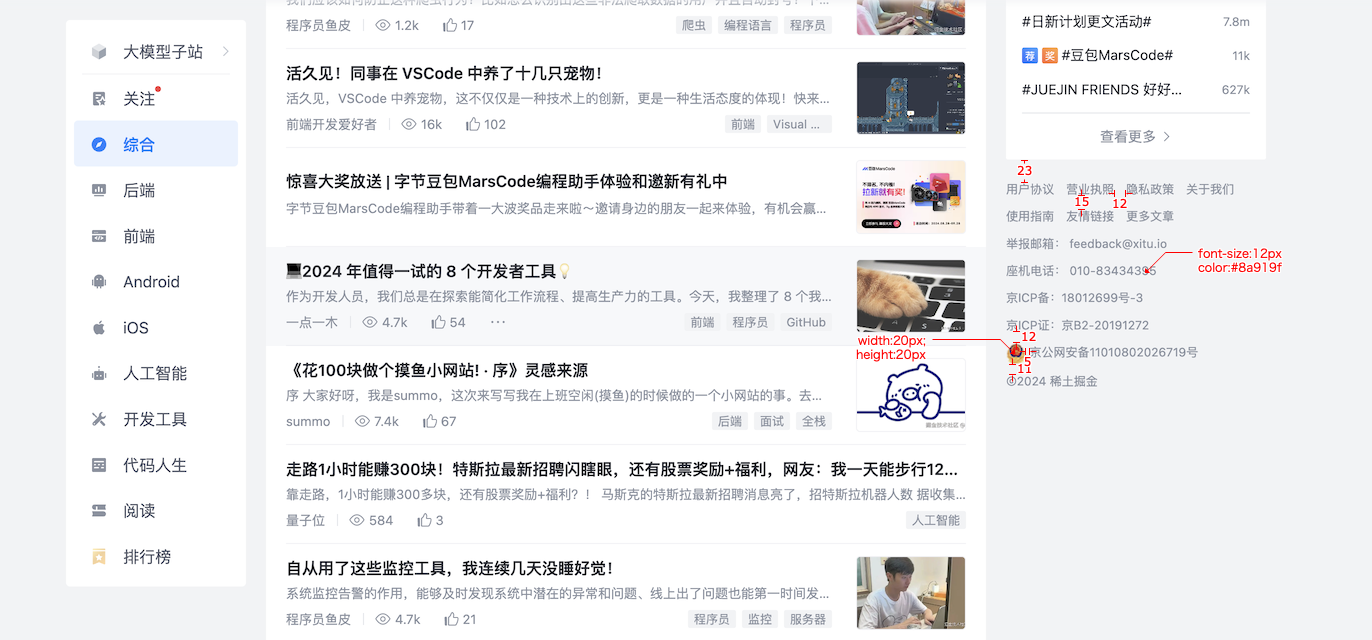 大模型子站
关注
综合
后端
前端
Android
iOS
人工智能
开发工具
代码人生
阅读
排行榜
程序员鱼皮 1.2k 17 爬虫 编程语言 程序员
活久见！同事在 VSCode 中养了十几只宠物！
活久见，VSCode 中养宠物，这不仅仅是一种技术上的创新，更是一种生活态度的体现！快来...
前端开发爱好者 16k 102 前端 Visual ...
惊喜大奖放送 | 字节豆包MarsCode编程助手体验和邀新有礼中
字节豆包MarsCode编程助手带着一大波奖品走来啦～邀请身边的朋友一起来体验，有机会赢...
💻2024 年值得一试的 8 个开发者工具💡
作为开发人员，我们总是在探索能简化工作流程、提高生产力的工具。今天，我整理了 8 个我...
一点一木 4.7k 54 ··· 前端 程序员 GitHub
《花100块做个摸鱼小网站! · 序》灵感来源
序 大家好呀，我是summo，这次来写写我在上班空闲(摸鱼)的时候做的一个小网站的事。去...
summo 7.4k 67 后端 面试 全栈
走路1小时能赚300块！特斯拉最新招聘闪瞎眼，还有股票奖励+福利，网友：我一天能步行12...
靠走路，1小时能赚300多块，还有股票奖励+福利？！ 马斯克的特斯拉最新招聘消息亮了，招特斯拉机器人数 据收集...
量子位 584 3 人工智能
自从用了这些监控工具，我连续几天没睡好觉！
系统监控告警的作用，能够及时发现系统中潜在的异常和问题、线上出了问题也能第一时间发...
程序员鱼皮 4.7k 21 程序员 监控 服务器
#日新计划更文活动# 7.8m
荐 奖 #豆包MarsCode# 11k
#JUEJIN FRIENDS 好好... 627k
查看更多
23
用户协议 营业执照 隐私政策 关于我们
15 12
使用指南 友情链接 更多文章
举报邮箱： feedback@xitu.io
font-size:12px
color:#8a919f
座机电话： 010-83434395
京ICP备：18012699号-3
京ICP证：京B2-20191272
12
width:20px;
height:20px
京公网安备11010802026719号
5
11
©2024 稀土掘金